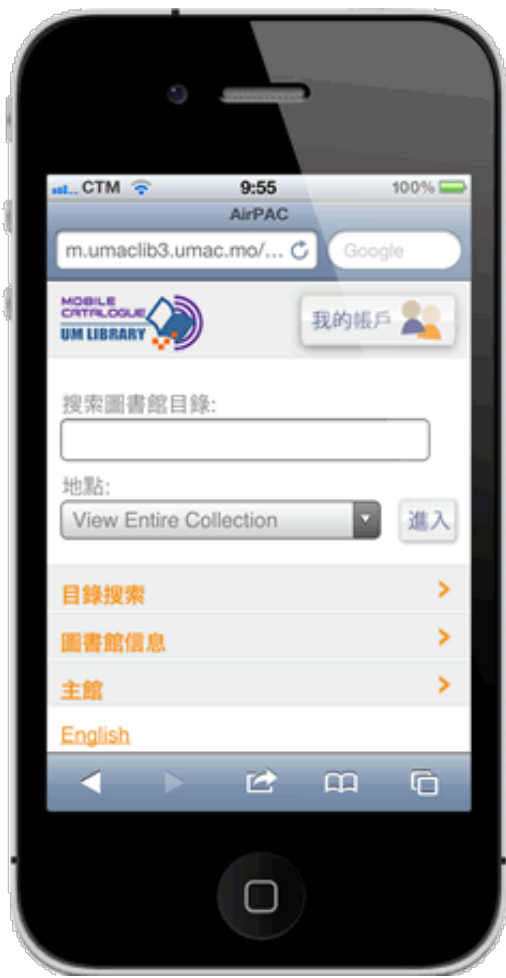 CTM 9:55 100%
AirPAC
m.umaclib3.umac.mo/... Google
MOBILE
CATALOGUE
UM LIBRARY
我的帳戶
搜索圖書館目錄:
地點:
View Entire Collection 進入
目錄搜索
圖書館信息
主館
English